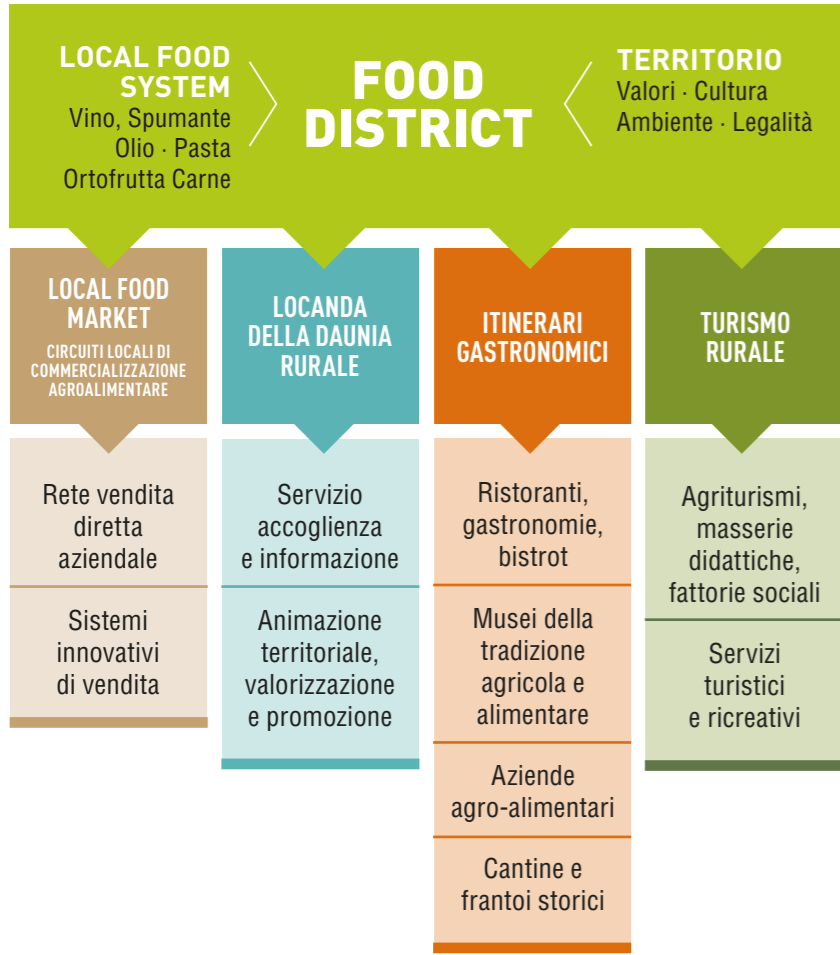 LOCAL FOOD
SYSTEM
Vino, Spumante
Olio · Pasta
Ortofrutta Carne
FOOD
DISTRICT
TERRITORIO
Valori · Cultura
Ambiente · Legalità
LOCAL FOOD
MARKET
CIRCUITI LOCALI DI
COMMERCIALIZZAZIONE
AGROALIMENTARE
Rete vendita
diretta
aziendale
Sistemi
innovativi
di vendita
LOCANDA
DELLA DAUNIA
RURALE
Servizio
accoglienza
e informazione
Animazione
territoriale,
valorizzazione
e promozione
ITINERARI
GASTRONOMICI
Ristoranti,
gastronomie,
bistrot
Musei della
tradizione
agricola e
alimentare
Aziende
agro-alimentari
Cantine e
frantoi storici
TURISMO
RURALE
Agriturismi,
masserie
didattiche,
fattorie sociali
Servizi
turistici
e ricreativi